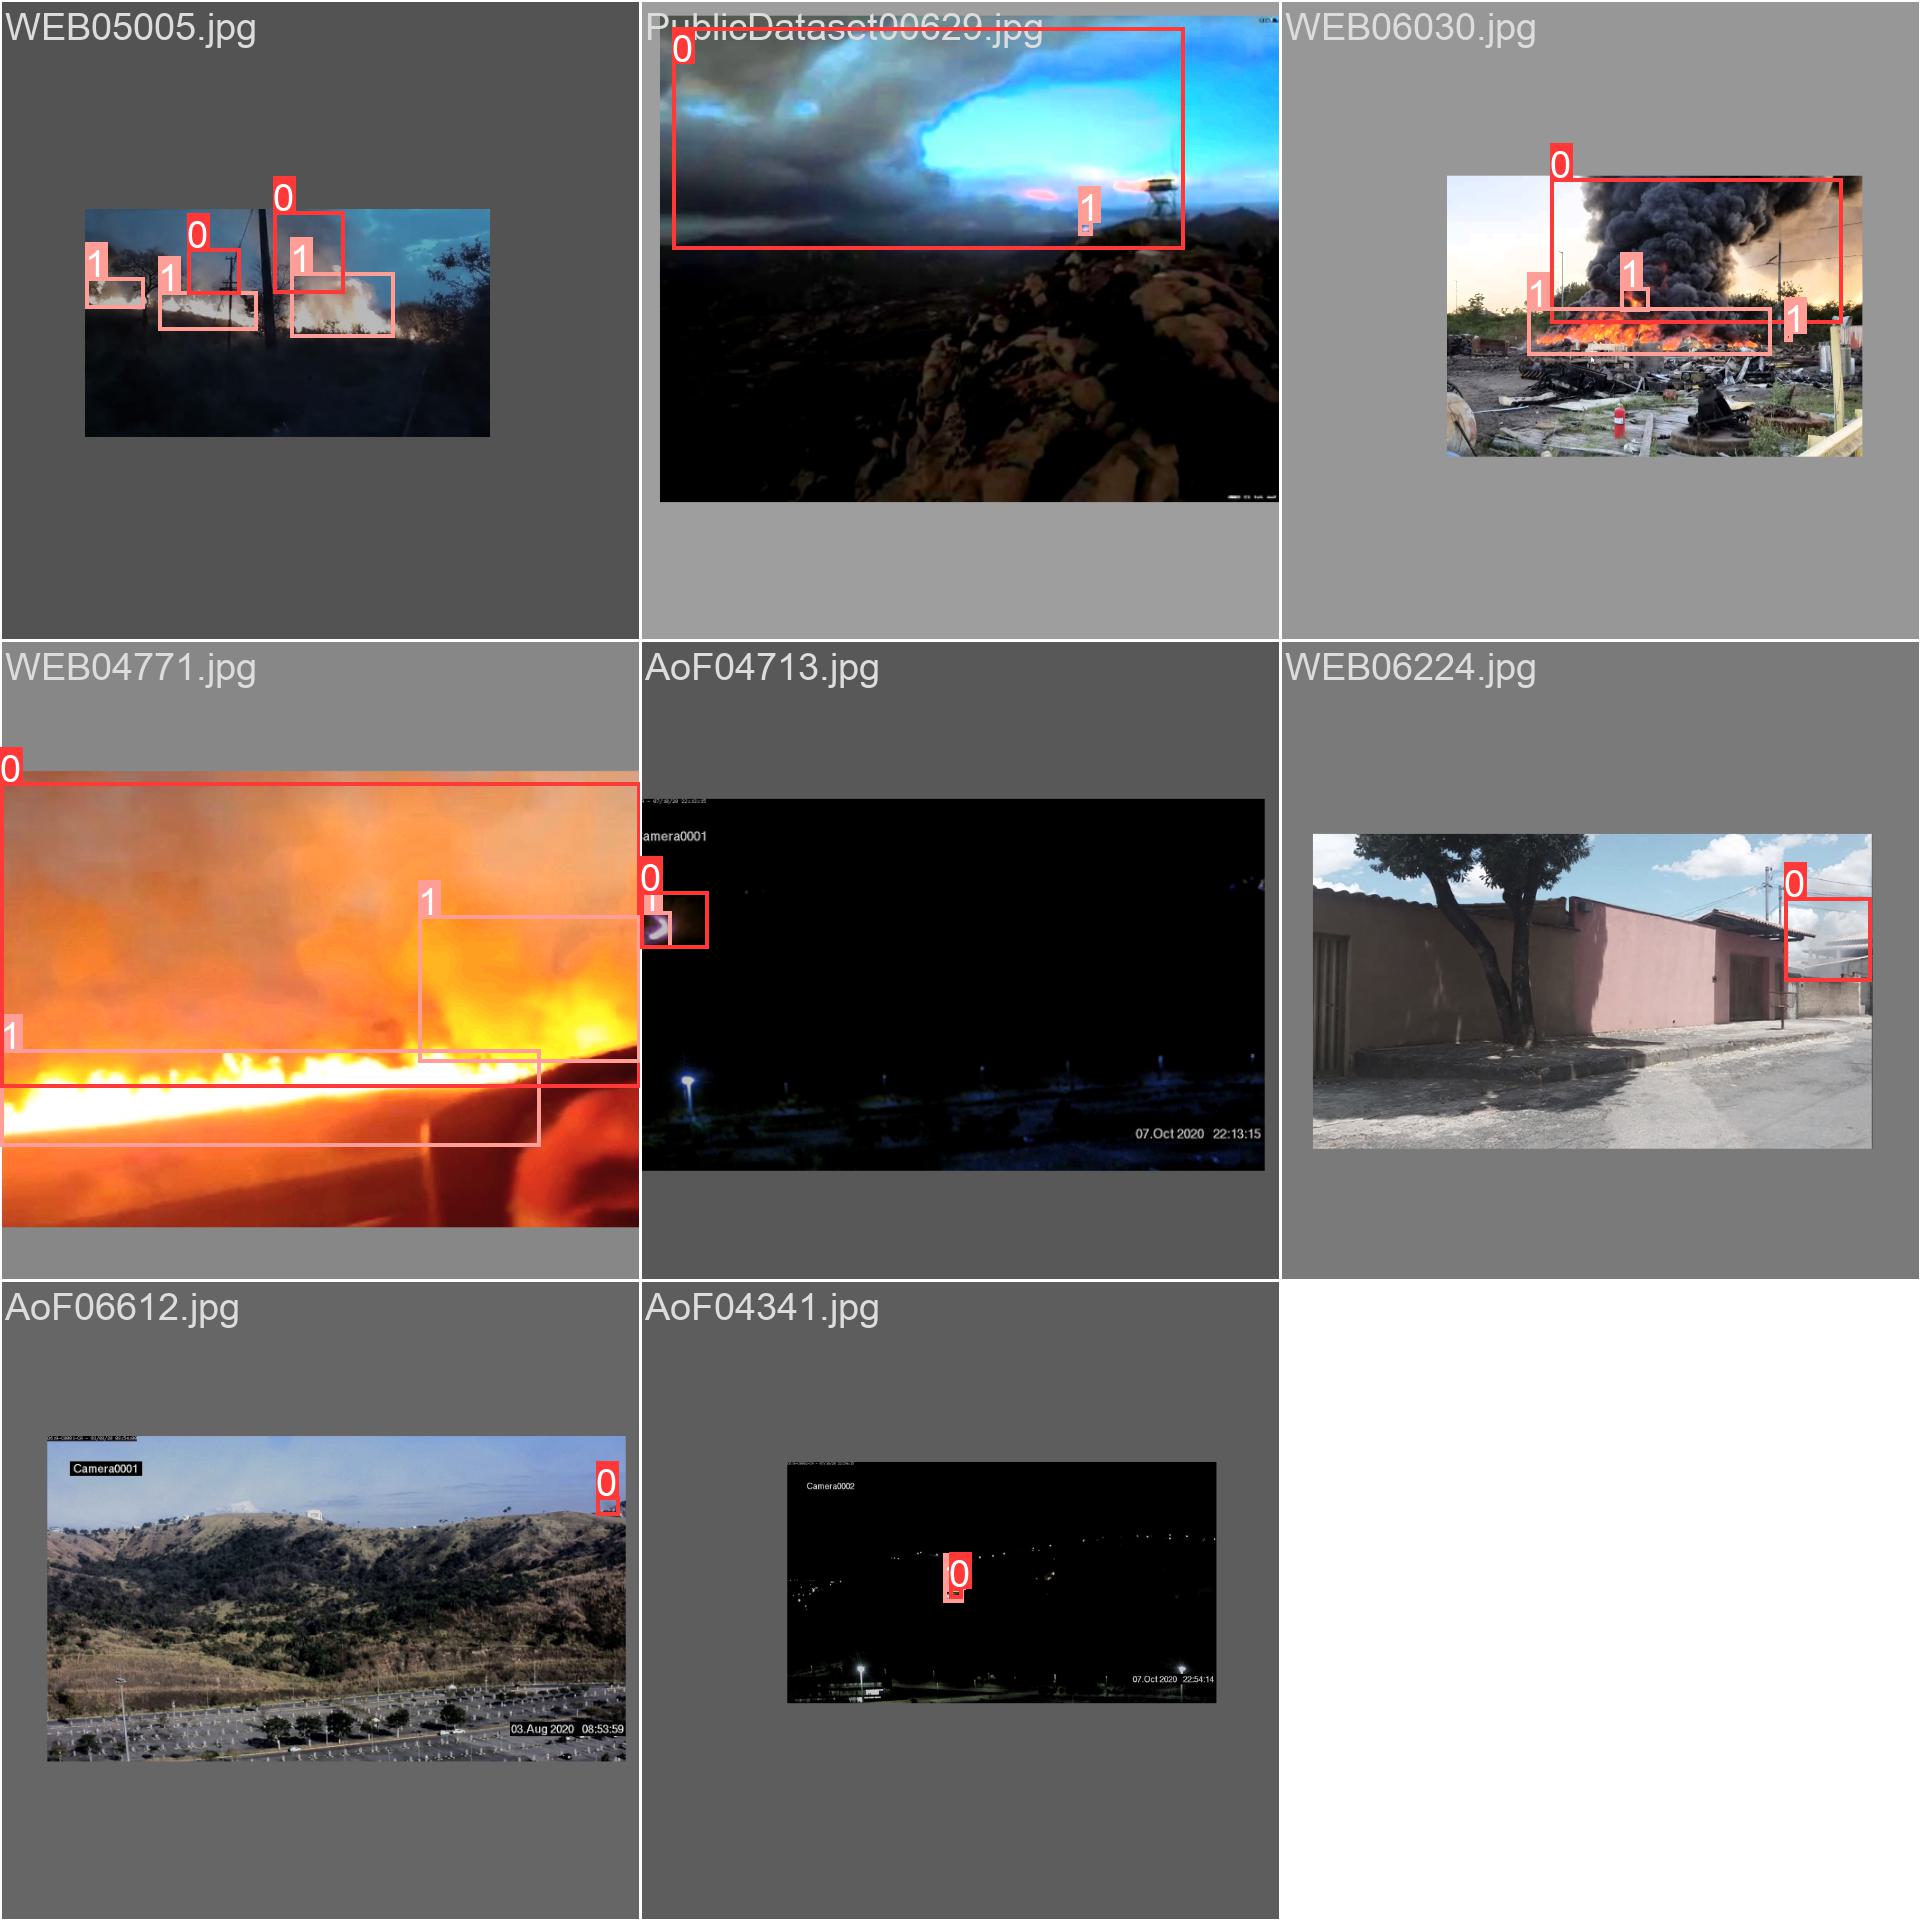 WEB05005.jpg
PublicDataset00629.jpg
WEB06030.jpg
0
0
1
1
1
0
1
0
1
1
1
WEB04771.jpg
AoF04713.jpg
WEB06224.jpg
0
1
1
amera0001
0
07.Oct 2020 22:13:15
0
AoF06612.jpg
AoF04341.jpg
Camera0001
0
03.Aug 2020 08:53:59
Camera0002
0
07.Oct 2020 22:54:14